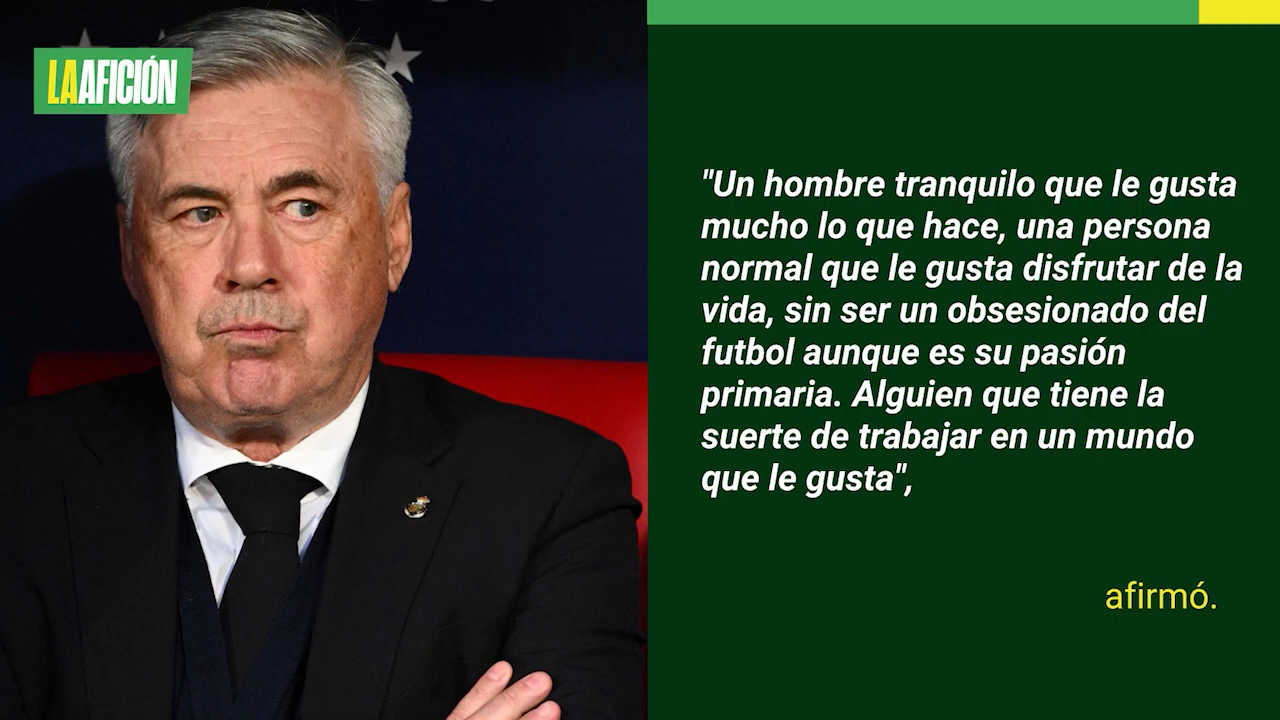 LAAFICIÓN
"Un hombre tranquilo que le gusta
mucho lo que hace, una persona
normal que le gusta disfrutar de la
vida, sin ser un obsesionado del
futbol aunque es su pasión
primaria. Alguien que tiene la
suerte de trabajar en un mundo
que le gusta",
afirmó.